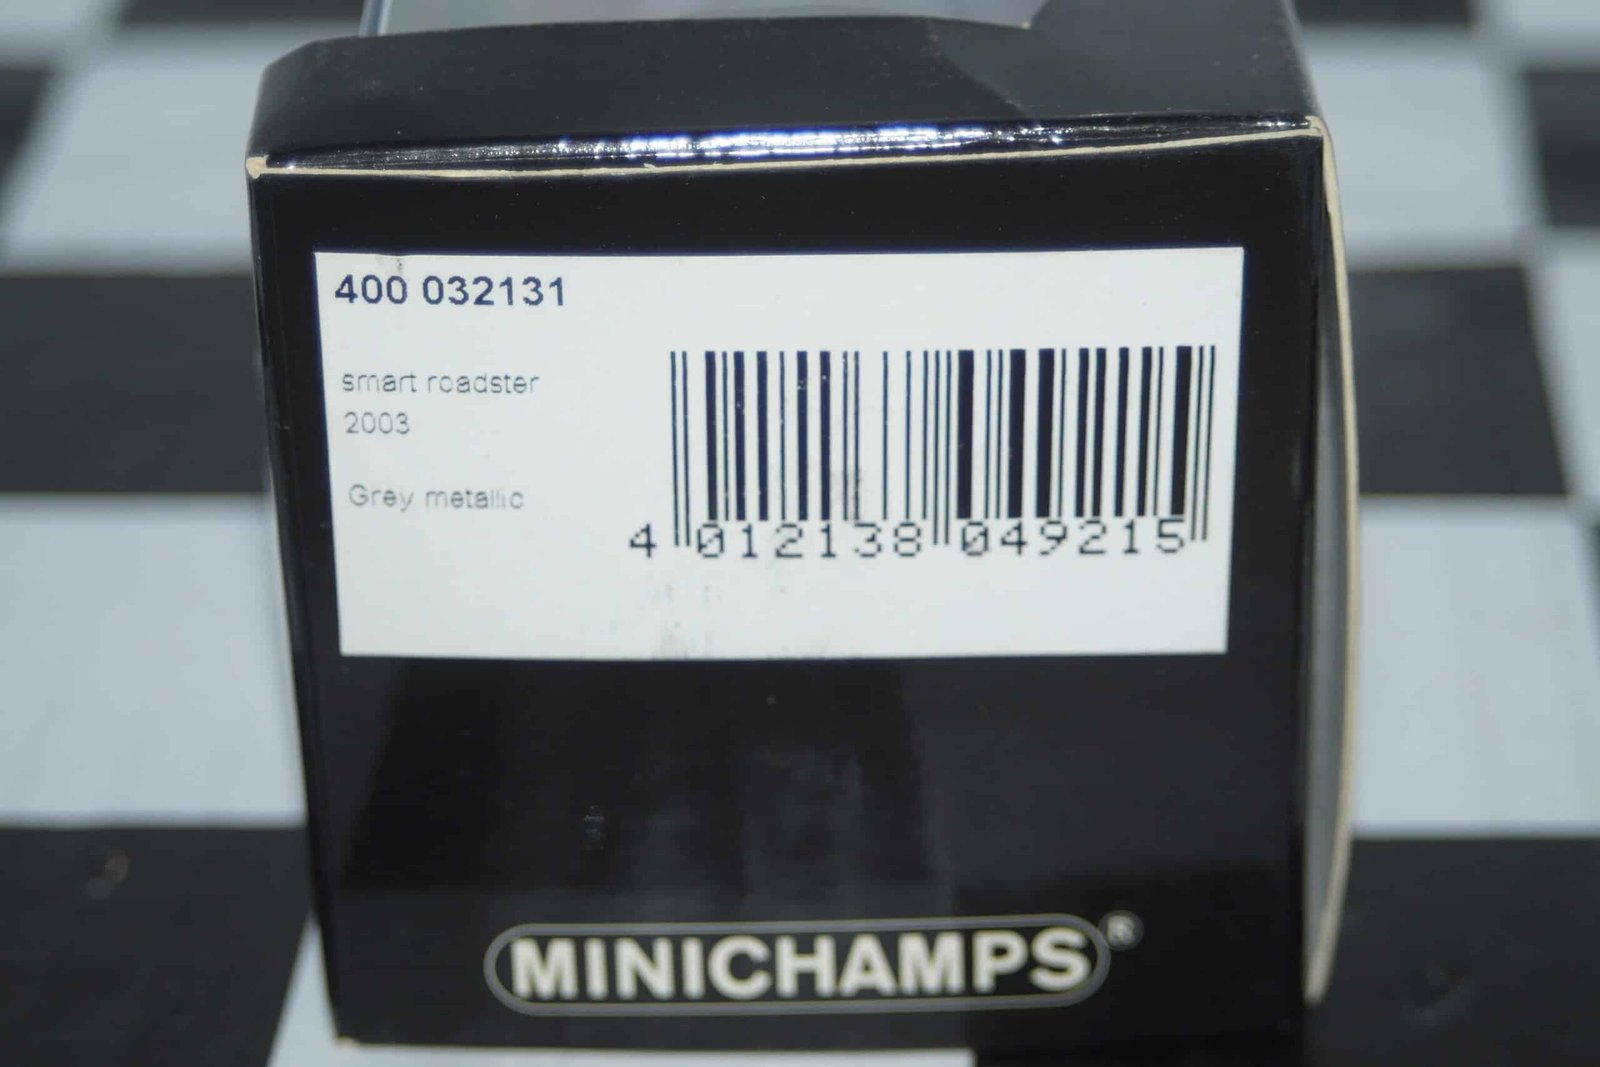 400 032131
smart roadster
2003
Grey metallic
4 012138 049215
MINICHAMPS®